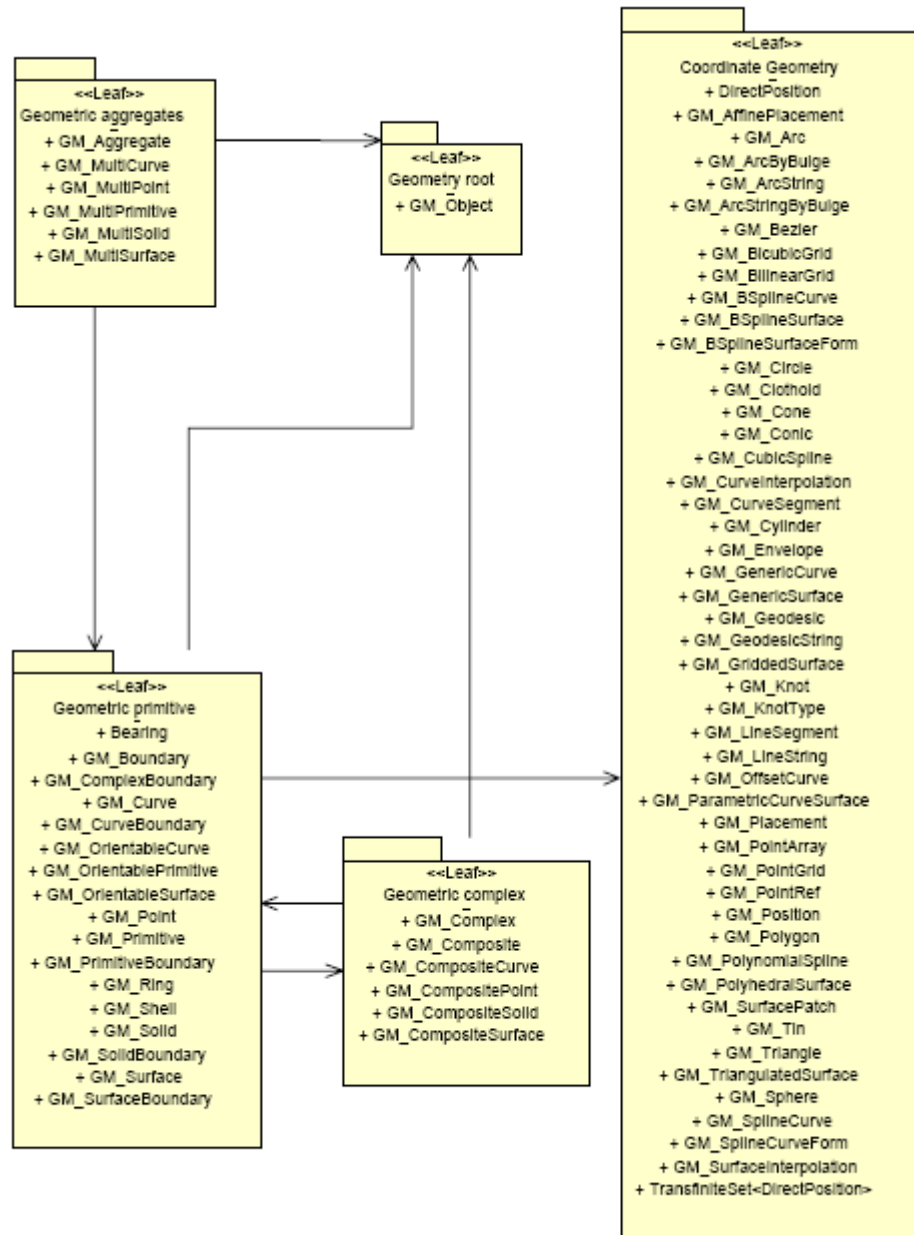 <<Leaf>>
Geometric aggregates
+ GM_Aggregate
+ GM_MultiCurve
+ GM_MultiPoint
+ GM_MultiPrimitive
+ GM_MultiSolid
+ GM_MultiSurface
<<Leaf>>
Geometry root
+ GM_Object
<<Leaf>>
Geometric primitive
+ Bearing
+ GM_Boundary
+ GM_ComplexBoundary
+ GM_Curve
+ GM_CurveBoundary
+ GM_OrientableCurve
+ GM_OrientablePrimitive
+ GM_OrientableSurface
+ GM_Point
+ GM_Primitive
+ GM_PrimitiveBoundary
+ GM_Ring
+ GM_Shell
+ GM_Solid
+ GM_SolidBoundary
+ GM_Surface
+ GM_SurfaceBoundary
<<Leaf>>
Geometric complex
+ GM_Complex
+ GM_Composite
+ GM_CompositeCurve
+ GM_CompositePoint
+ GM_CompositeSolid
+ GM_CompositeSurface
<<Leaf>>
Coordinate Geometry
+ DirectPosition
+ GM_AffinePlacement
+ GM_Arc
+ GM_ArcByBulge
+ GM_ArcString
+ GM_ArcStringByBulge
+ GM_Bezier
+ GM_BicubicGrid
+ GM_BilinearGrid
+ GM_BSplineCurve
+ GM_BSplineSurface
+ GM_BSplineSurfaceForm
+ GM_Circle
+ GM_Clothoid
+ GM_Cone
+ GM_Conic
+ GM_CubicSpline
+ GM_CurveInterpolation
+ GM_CurveSegment
+ GM_Cylinder
+ GM_Envelope
+ GM_GenericCurve
+ GM_GenericSurface
+ GM_Geodesic
+ GM_GeodesicString
+ GM_GriddedSurface
+ GM_Knot
+ GM_KnotType
+ GM_LineSegment
+ GM_LineString
+ GM_OffsetCurve
+ GM_ParametricCurveSurface
+ GM_Placement
+ GM_PointArray
+ GM_PointGrid
+ GM_PointRef
+ GM_Position
+ GM_Polygon
+ GM_PolynomialSpline
+ GM_PolyhedralSurface
+ GM_SurfacePatch
+ GM_Tin
+ GM_Triangle
+ GM_TriangulatedSurface
+ GM_Sphere
+ GM_SplineCurve
+ GM_SplineCurveForm
+ GM_SurfaceInterpolation
+ TransfiniteSet<DirectPosition>